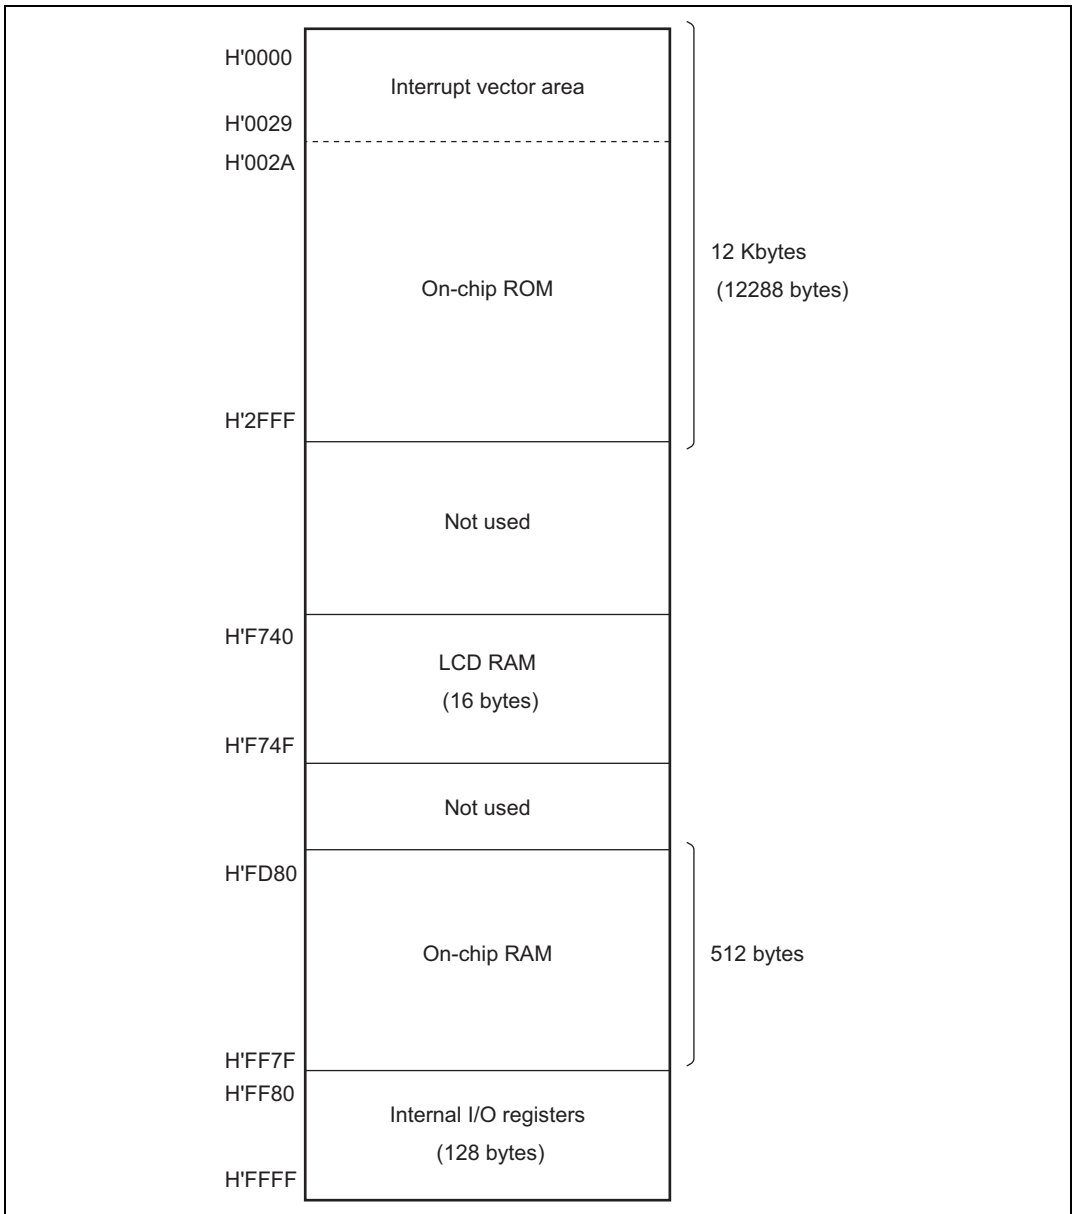 H'0000
Interrupt vector area
H'0029
H'002A
12 Kbytes
On-chip ROM
(12288 bytes)
H'2FFF
Not used
H'F740
LCD RAM
(16 bytes)
H'F74F
Not used
H'FD80
On-chip RAM
512 bytes
H'FF7F
H'FF80
Internal I/O registers
(128 bytes)
H'FFFF